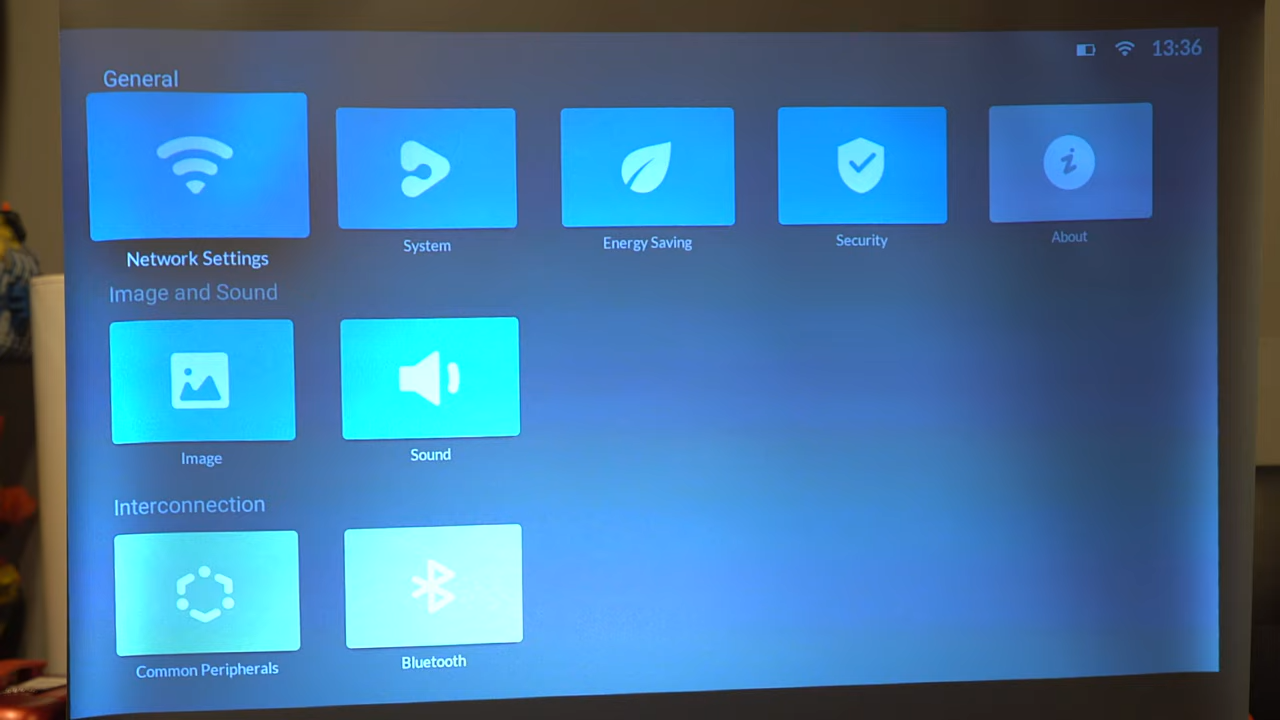 13:36
General
Network Settings
System
Energy Saving
Security
About
Image and Sound
Image
Sound
Interconnection
Common Peripherals
Bluetooth